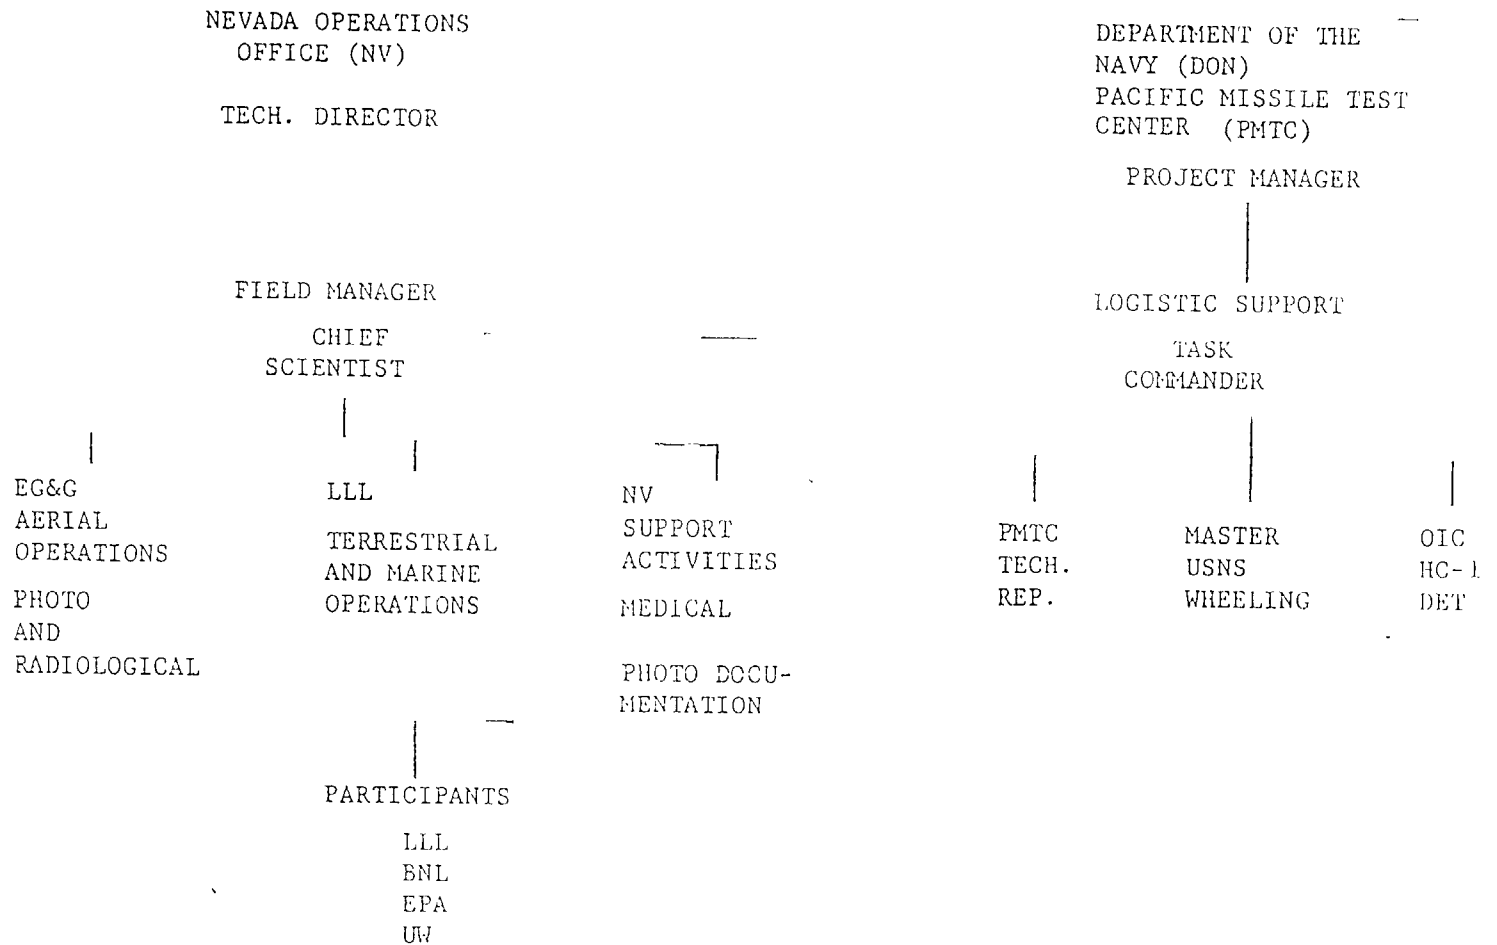 NEVADA OPERATIONS
OFFICE (NV)
TECH. DIRECTOR
DEPARTMENT OF THE
NAVY (DON)
PACIFIC MISSILE TEST
CENTER (PMTC)
PROJECT MANAGER
FIELD MANAGER
CHIEF
SCIENTIST
LOGISTIC SUPPORT
TASK
COMMANDER
EG&G
AERIAL
OPERATIONS
PHOTO
AND
RADIOLOGICAL
LLL
TERRESTRIAL
AND MARINE
OPERATIONS
NV
SUPPORT
ACTIVITIES
MEDICAL
PHOTO DOCU-
MENTATION
PMTC
TECH.
REP.
MASTER
USNS
WHEELING
OIC
HC-1
DET
PARTICIPANTS
LLL
BNL
EPA
UW